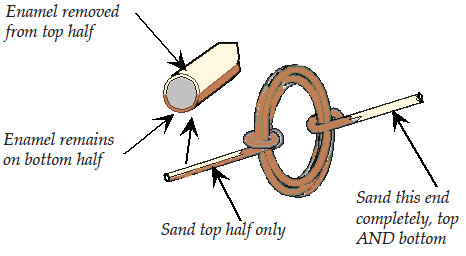 Enamel removed
from top half
Enamel remains
on bottom half
Sand top half only
Sand this end
completely, top
AND bottom